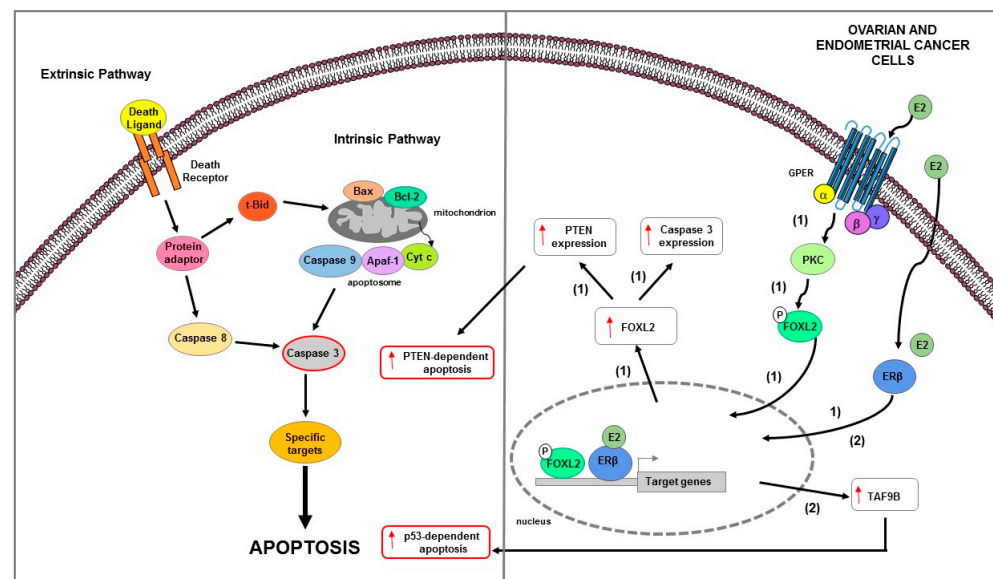 Extrinsic Pathway
Death
Ligand
Death
Receptor
Intrinsic Pathway
t-Bid
Bax
Bcl-2
mitochondrion
Protein
adaptor
Caspase 9
Apaf-1
Cyt c
apoptosome
Caspase 8
Caspase 3
Specific
targets
APOPTOSIS
OVARIAN AND
ENDOMETRIAL CANCER
CELLS
E2
GPER
E2
α
β
γ
(1)
PKC
(1)
P
FOXL2
(1)
PTEN
expression
Caspase 3
expression
(1)
(1)
FOXL2
(1)
PTEN-dependent
apoptosis
E2
ERβ
1)
(2)
E2
P
FOXL2
ERβ
Target genes
nucleus
(2)
TAF9B
p53-dependent
apoptosis